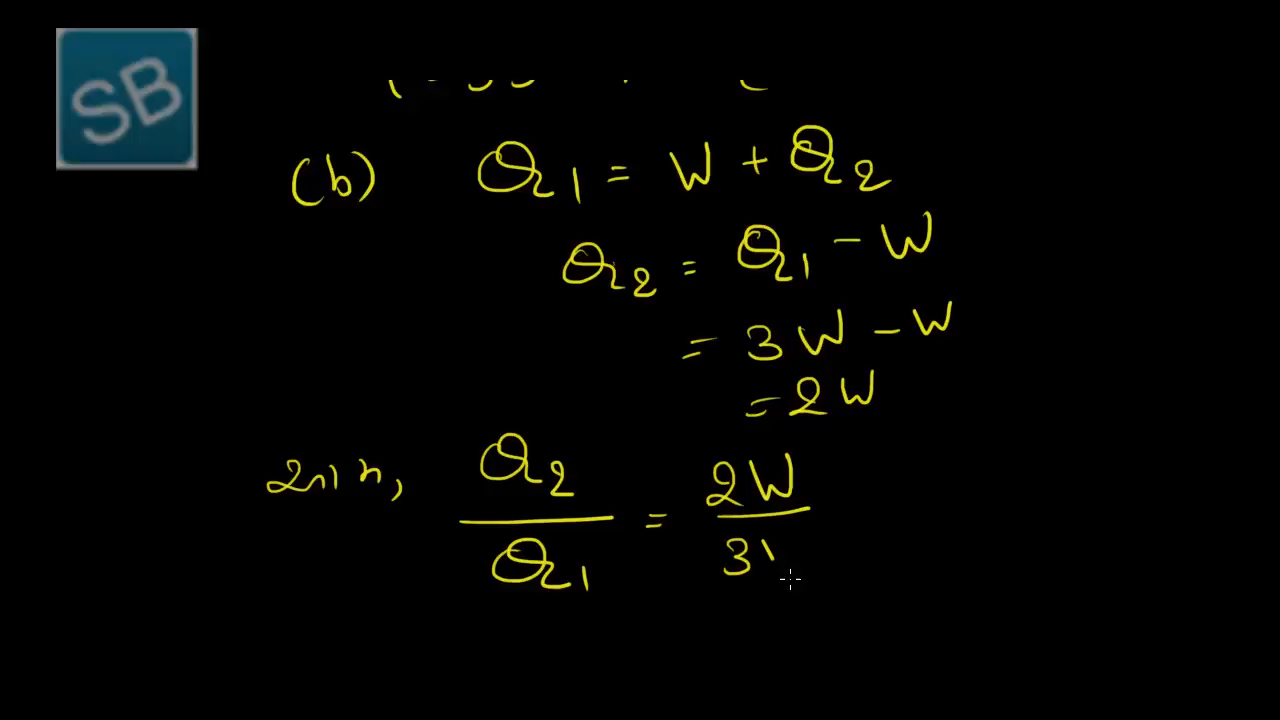 SB
(b) Q1 = W + Q2
Q2 = Q1 - W
= 3W - W
= 2W
Q2 / Q1 = 2W / 3